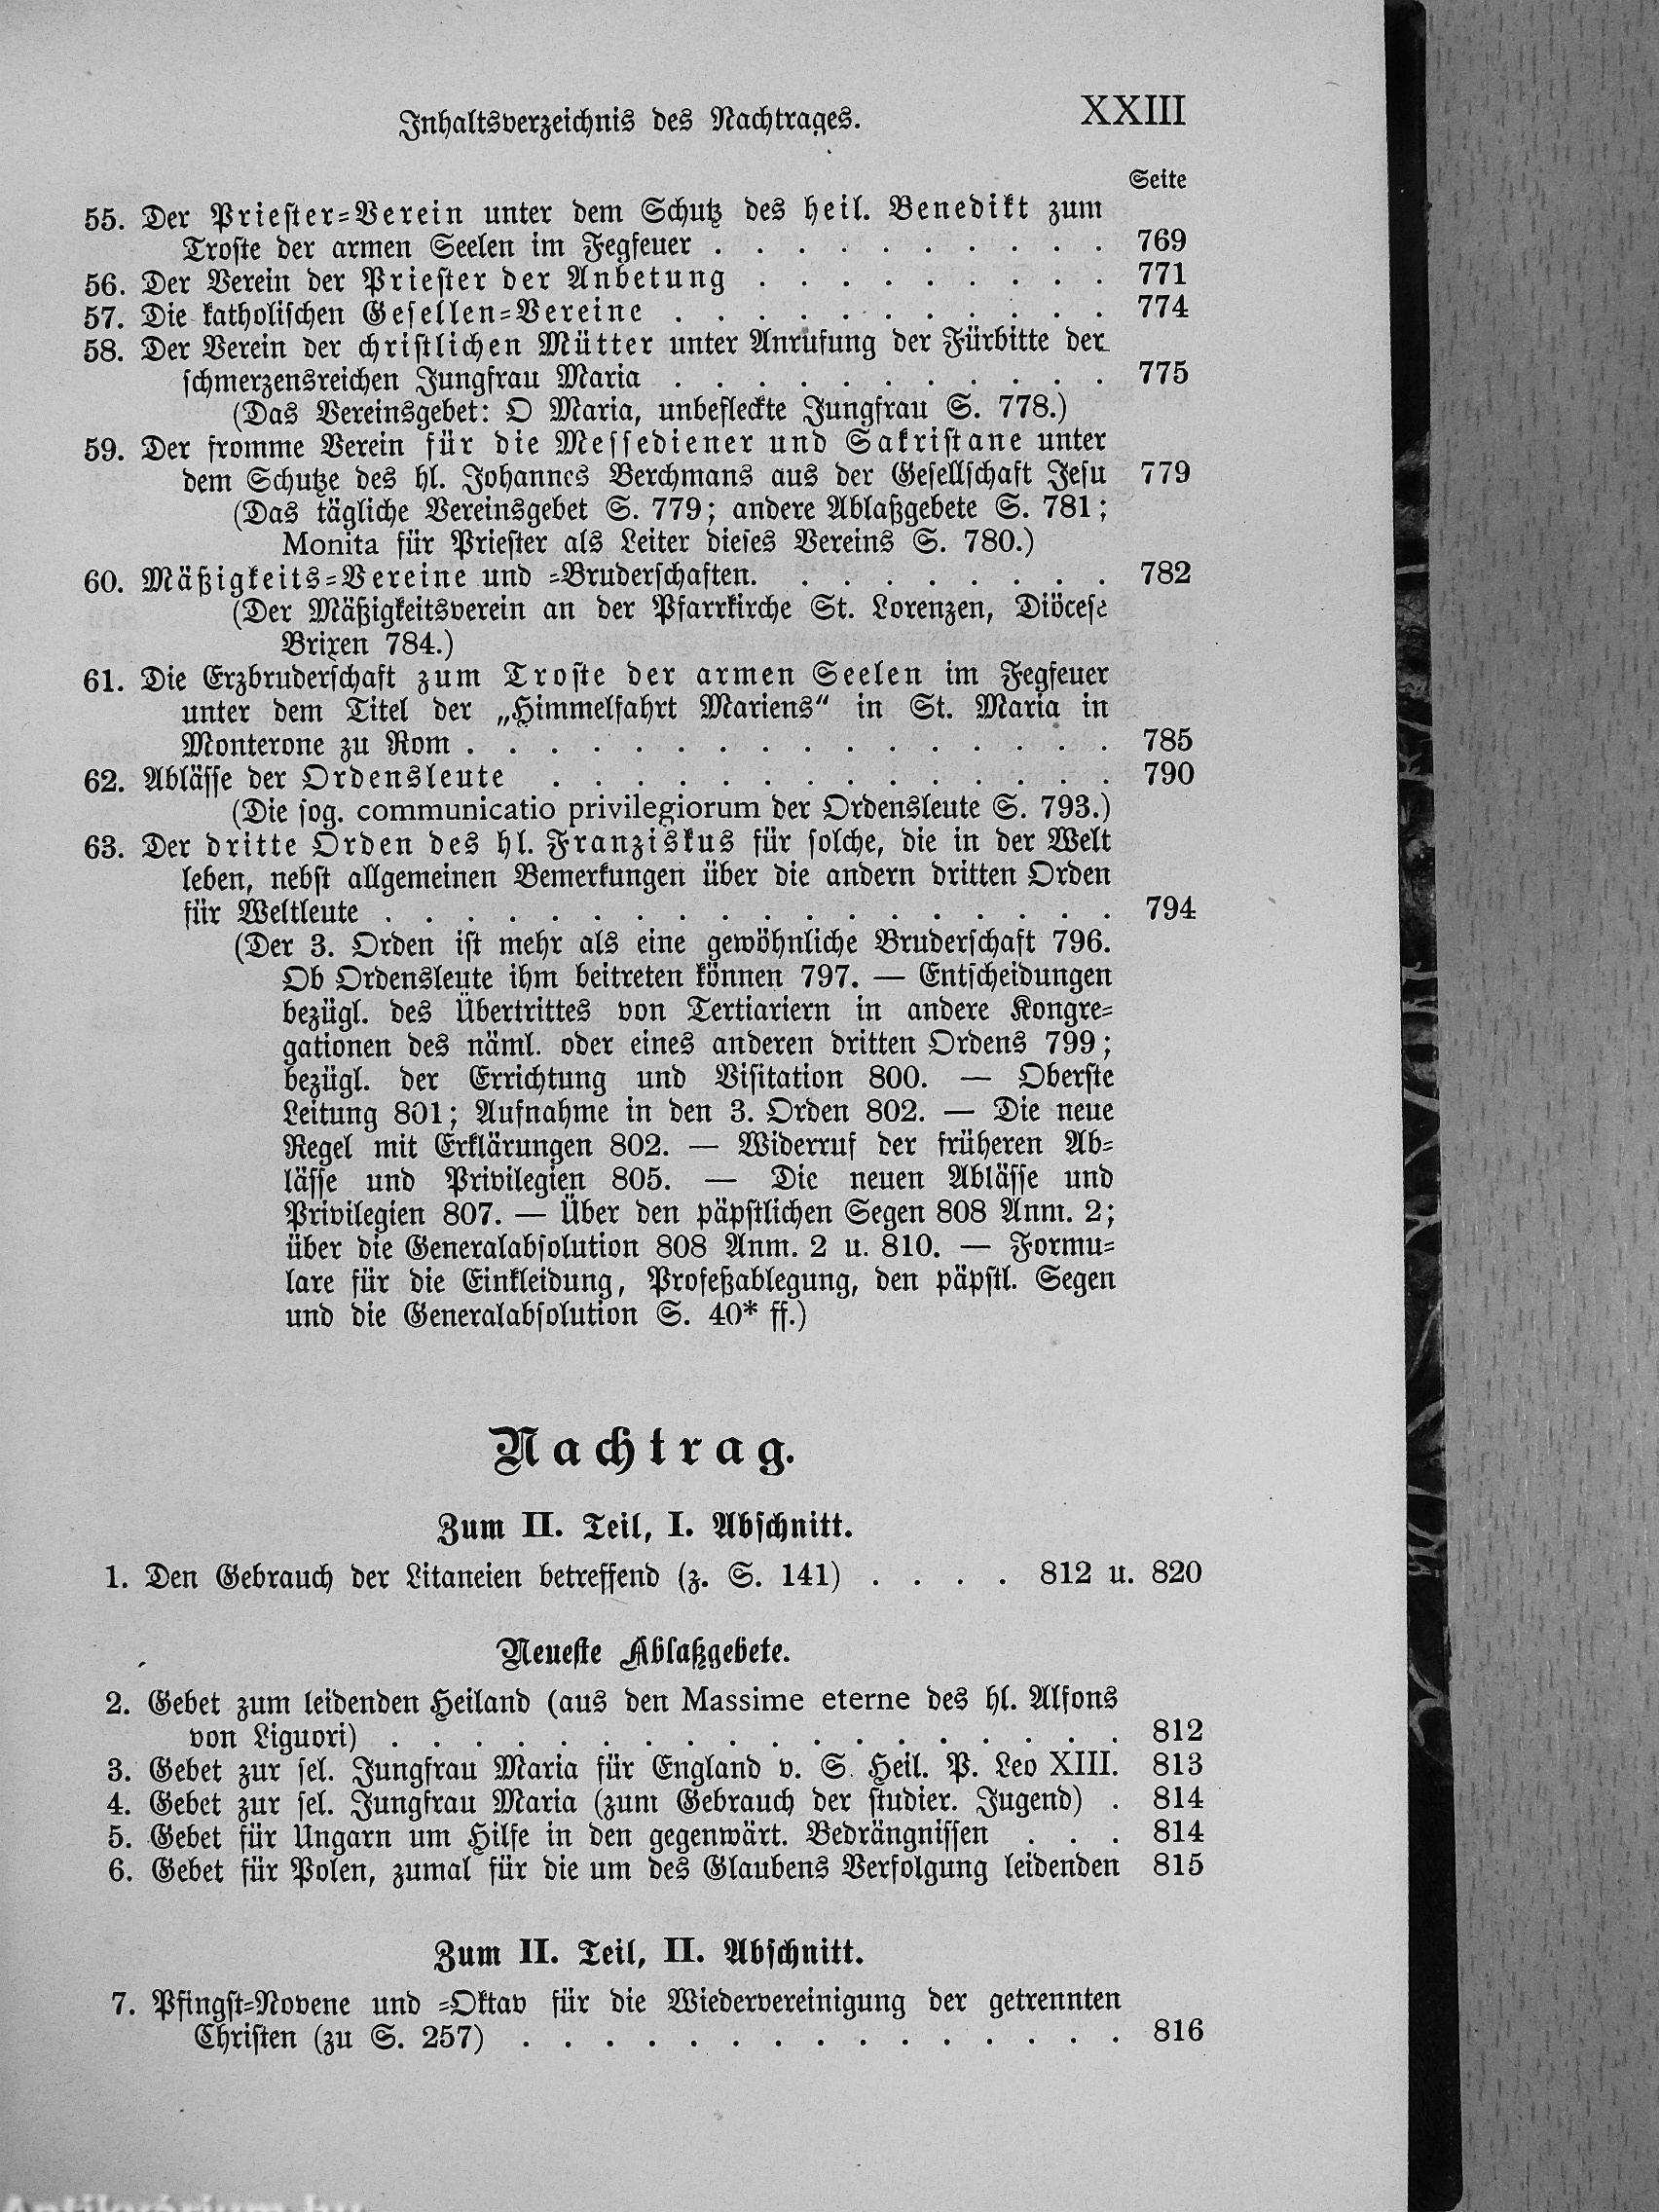 Inhaltsverzeichnis des Nachtrages. XXIII
Seite
55. Der Priester-Verein unter dem Schutz des heil. Benedikt zum
Troste der armen Seelen im Fegfeuer . . . . . . . . . . 769
56. Der Verein der Priester der Anbetung . . . . . . . . . 771
57. Die katholischen Gesellen-Vereine . . . . . . . . . . . 774
58. Der Verein der christlichen Mütter unter Anrufung der Fürbitte der
schmerzensreichen Jungfrau Maria . . . . . . . . . . . 775
(Das Vereinsgebet: O Maria, unbefleckte Jungfrau S. 778.)
59. Der fromme Verein für die Messediener und Sakristane unter
dem Schutze des hl. Johannes Berchmans aus der Gesellschaft Jesu 779
(Das tägliche Vereinsgebet S. 779; andere Ablaßgebete S. 781;
Monita für Priester als Leiter dieses Vereins S. 780.)
60. Mäßigkeits-Vereine und -Bruderschaften. . . . . . . . . 782
(Der Mäßigkeitsverein an der Pfarrkirche St. Lorenzen, Diöcese
Brixen 784.)
61. Die Erzbruderschaft zum Troste der armen Seelen im Fegfeuer
unter dem Titel der „Himmelfahrt Mariens“ in St. Maria in
Monterone zu Rom . . . . . . . . . . . . . . . . 785
62. Ablässe der Ordensleute . . . . . . . . . . . . . . 790
(Die sog. communicatio privilegiorum der Ordensleute S. 793.)
63. Der dritte Orden des hl. Franziskus für solche, die in der Welt
leben, nebst allgemeinen Bemerkungen über die andern dritten Orden
für Weltleute . . . . . . . . . . . . . . . . . . 794
(Der 3. Orden ist mehr als eine gewöhnliche Bruderschaft 796.
Ob Ordensleute ihm beitreten können 797. — Entscheidungen
bezügl. des Übertrittes von Tertiariern in andere Kongre-
gationen des näml. oder eines anderen dritten Ordens 799;
bezügl. der Errichtung und Visitation 800. — Oberste
Leitung 801; Aufnahme in den 3. Orden 802. — Die neue
Regel mit Erklärungen 802. — Widerruf der früheren Ab-
lässe und Privilegien 805. — Die neuen Ablässe und
Privilegien 807. — Über den päpstlichen Segen 808 Anm. 2;
über die Generalabsolution 808 Anm. 2 u. 810. — Formu-
lare für die Einkleidung, Profeßablegung, den päpstl. Segen
und die Generalabsolution S. 40* ff.)
Nachtrag.
Zum II. Teil, I. Abschnitt.
1. Den Gebrauch der Litaneien betreffend (z. S. 141) . . . . 812 u. 820
Neueste Ablaßgebete.
2. Gebet zum leidenden Heiland (aus den Massime eterne des hl. Alfons
von Liguori) . . . . . . . . . . . . . . . . . . 812
3. Gebet zur sel. Jungfrau Maria für England v. S. Heil. P. Leo XIII. 813
4. Gebet zur sel. Jungfrau Maria (zum Gebrauch der studier. Jugend) . 814
5. Gebet für Ungarn um Hilfe in den gegenwärt. Bedrängnissen . . . 814
6. Gebet für Polen, zumal für die um des Glaubens Verfolgung leidenden 815
Zum II. Teil, II. Abschnitt.
7. Pfingst-Novene und -Oktav für die Wiedervereinigung der getrennten
Christen (zu S. 257) . . . . . . . . . . . . . . . 816